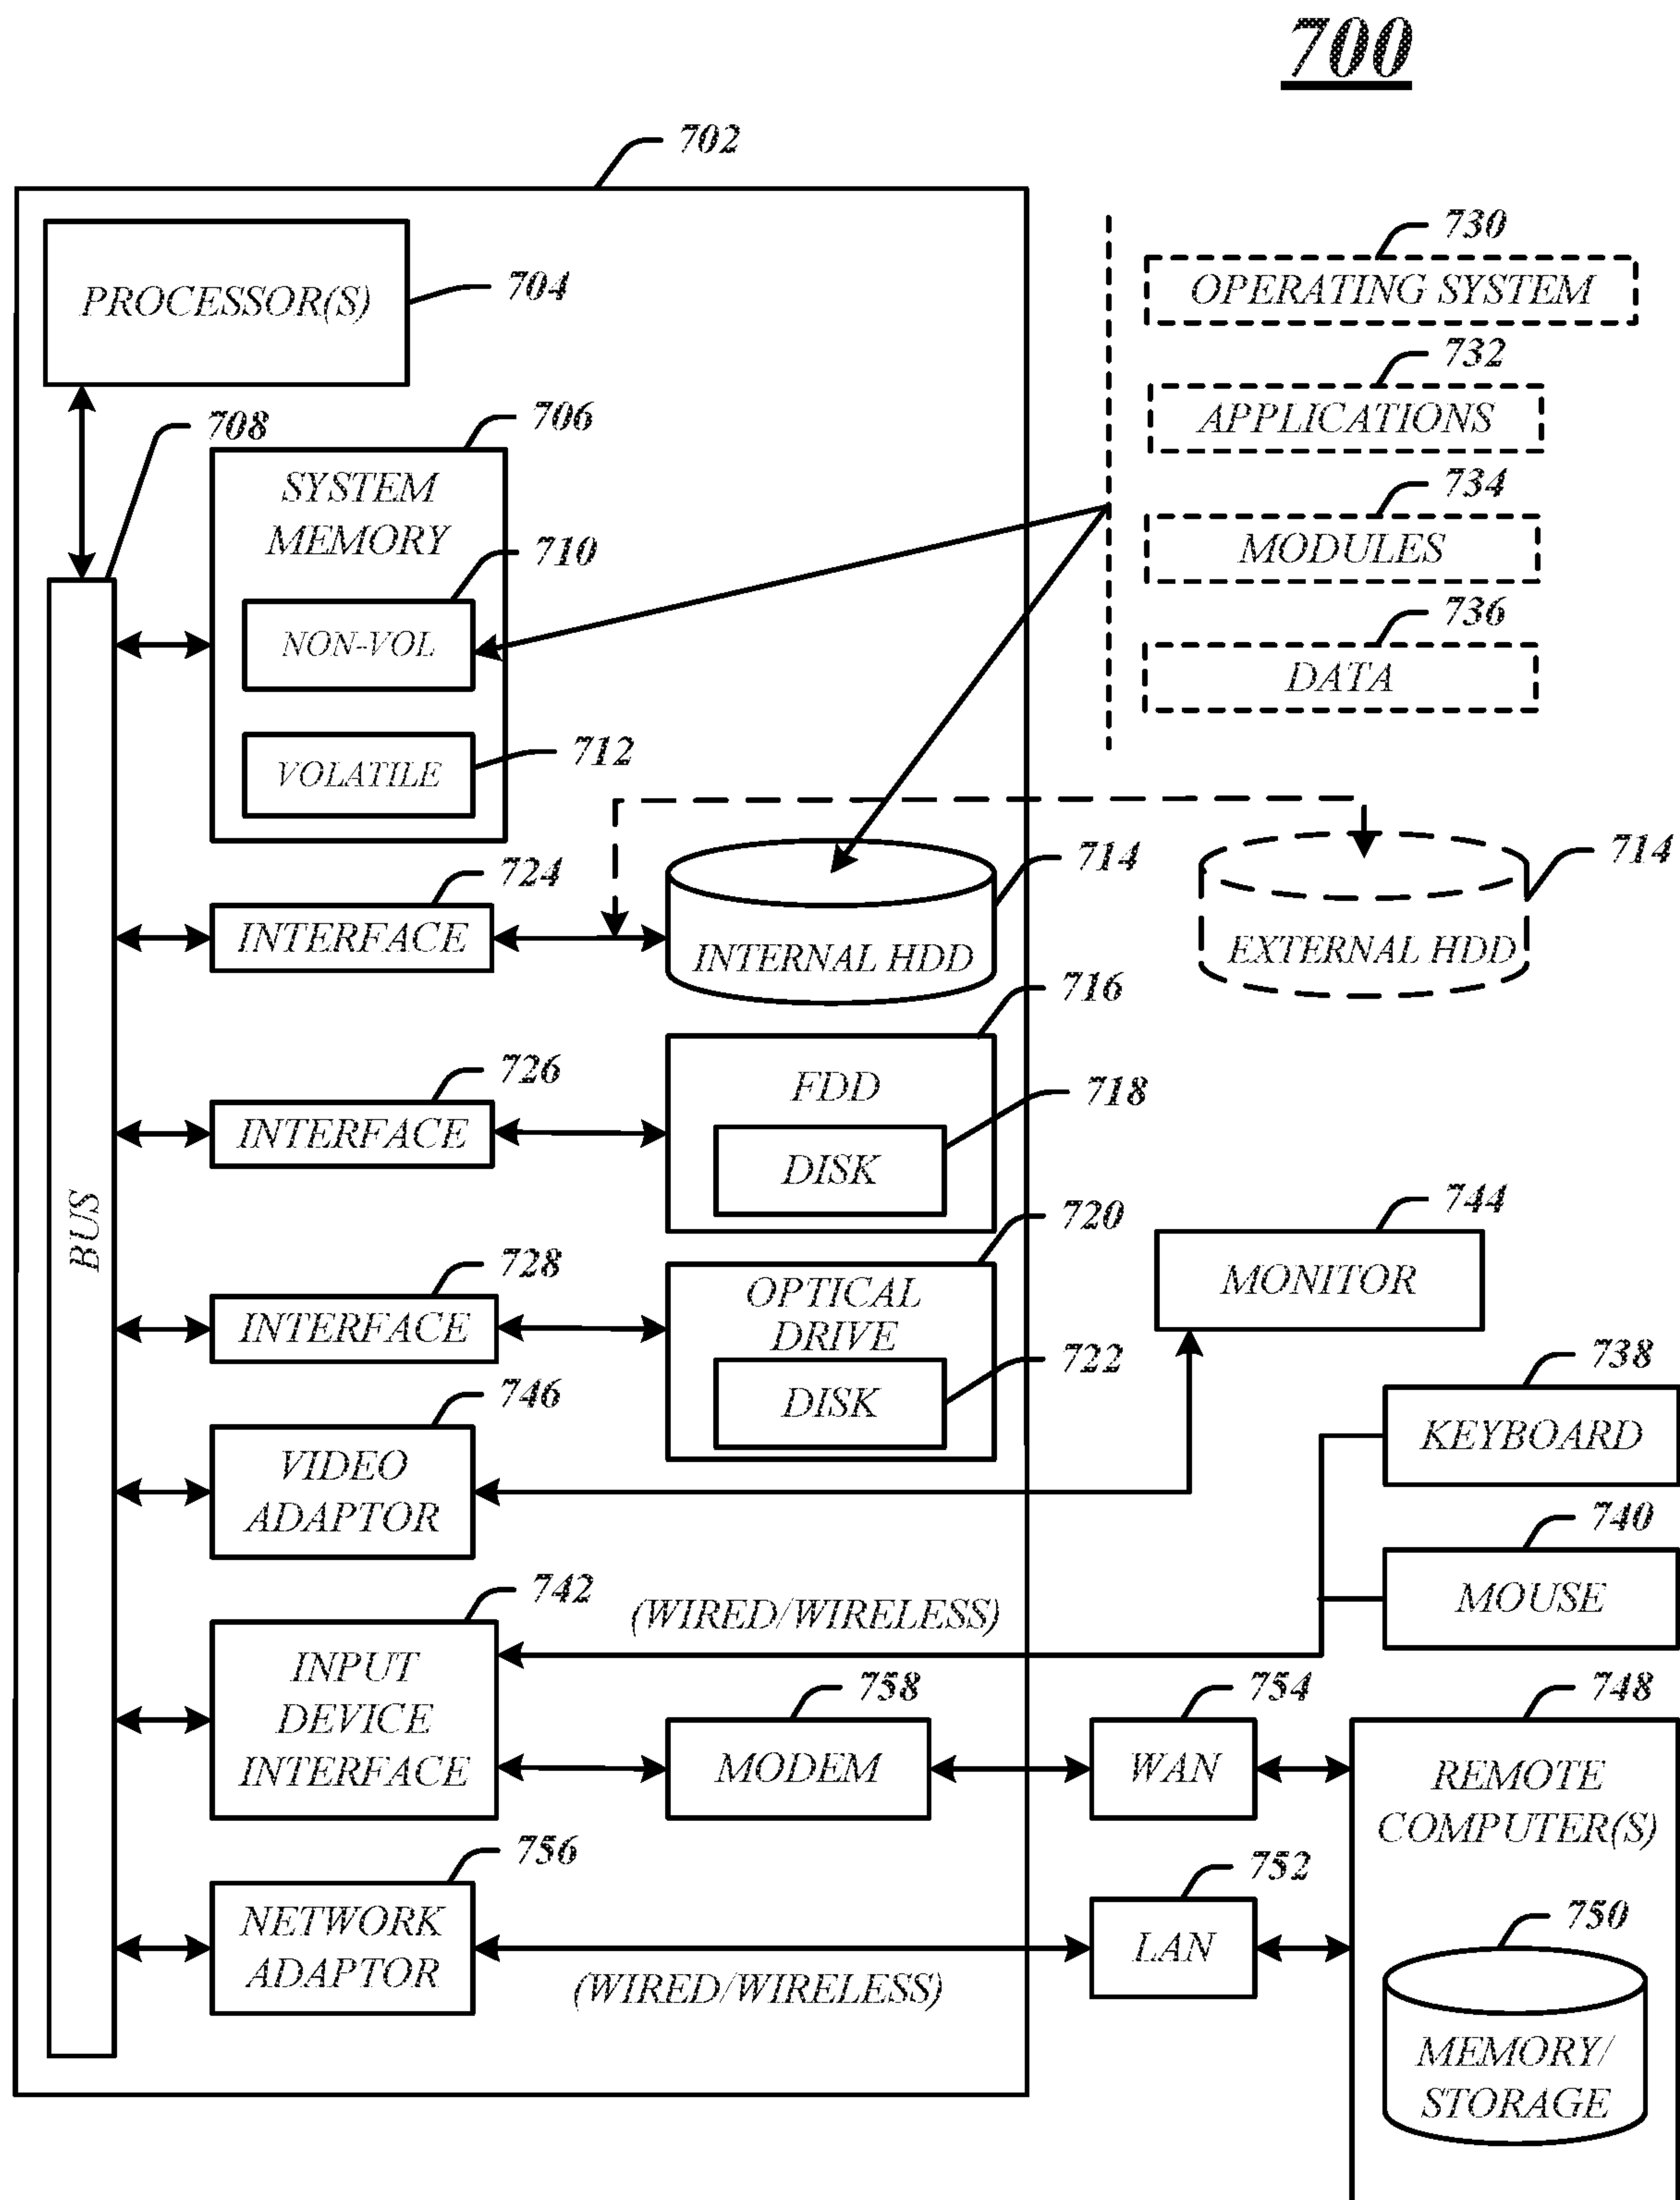 700
702
730
PROCESSOR(S)
704
OPERATING SYSTEM
732
APPLICATIONS
708
706
SYSTEM
MEMORY
734
MODULES
710
NON-VOL
736
DATA
712
VOLATILE
724
INTERFACE
714
INTERNAL HDD
714
EXTERNAL HDD
716
FDD
726
INTERFACE
718
DISK
BUS
720
OPTICAL
DRIVE
728
INTERFACE
744
MONITOR
722
DISK
738
KEYBOARD
746
VIDEO
ADAPTOR
740
MOUSE
742
(WIRED/WIRELESS)
INPUT
DEVICE
INTERFACE
758
MODEM
754
WAN
748
REMOTE
COMPUTER(S)
756
NETWORK
ADAPTOR
752
LAN
(WIRED/WIRELESS)
750
MEMORY/
STORAGE